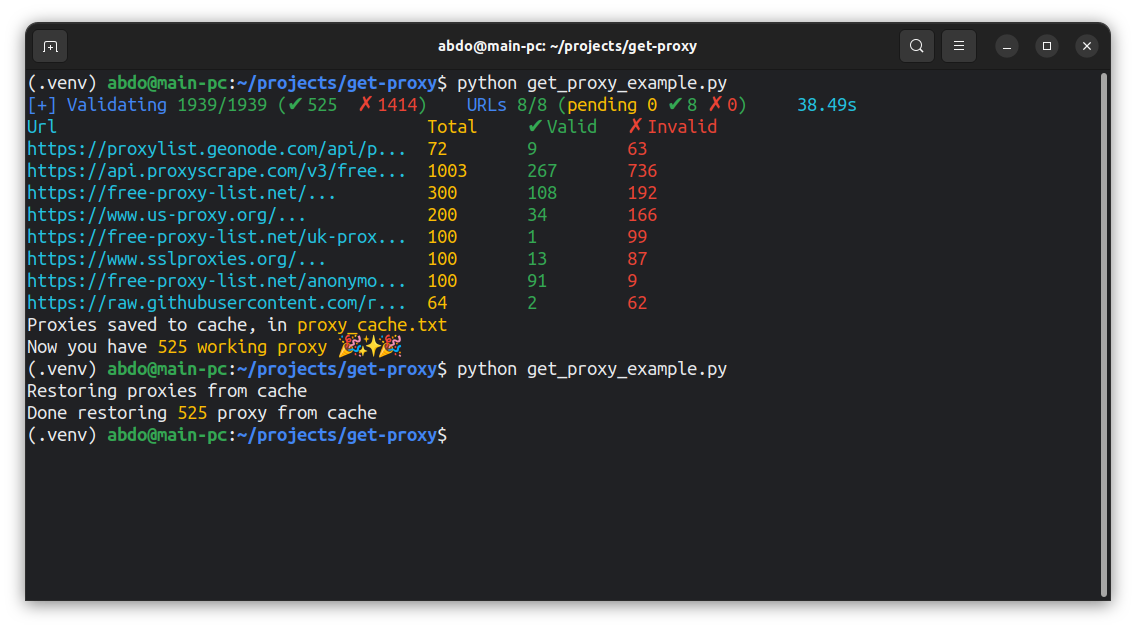 abdo@main-pc: ~/projects/get-proxy
(.venv) abdo@main-pc:~/projects/get-proxy$ python get_proxy_example.py
[+] Validating 1939/1939 (✔525 ✗1414) URLs 8/8 (pending 0 ✔8 ✗0) 38.49s
Url Total ✔Valid ✗Invalid
https://proxylist.geonode.com/api/p... 72 9 63
https://api.proxyscrape.com/v3/free... 1003 267 736
https://free-proxy-list.net/... 300 108 192
https://www.us-proxy.org/... 200 34 166
https://free-proxy-list.net/uk-prox... 100 1 99
https://www.sslproxies.org/... 100 13 87
https://free-proxy-list.net/anonymo... 100 91 9
https://raw.githubusercontent.com/r... 64 2 62
Proxies saved to cache, in proxy_cache.txt
Now you have 525 working proxy 🎉✨🎉
(.venv) abdo@main-pc:~/projects/get-proxy$ python get_proxy_example.py
Restoring proxies from cache
Done restoring 525 proxy from cache
(.venv) abdo@main-pc:~/projects/get-proxy$